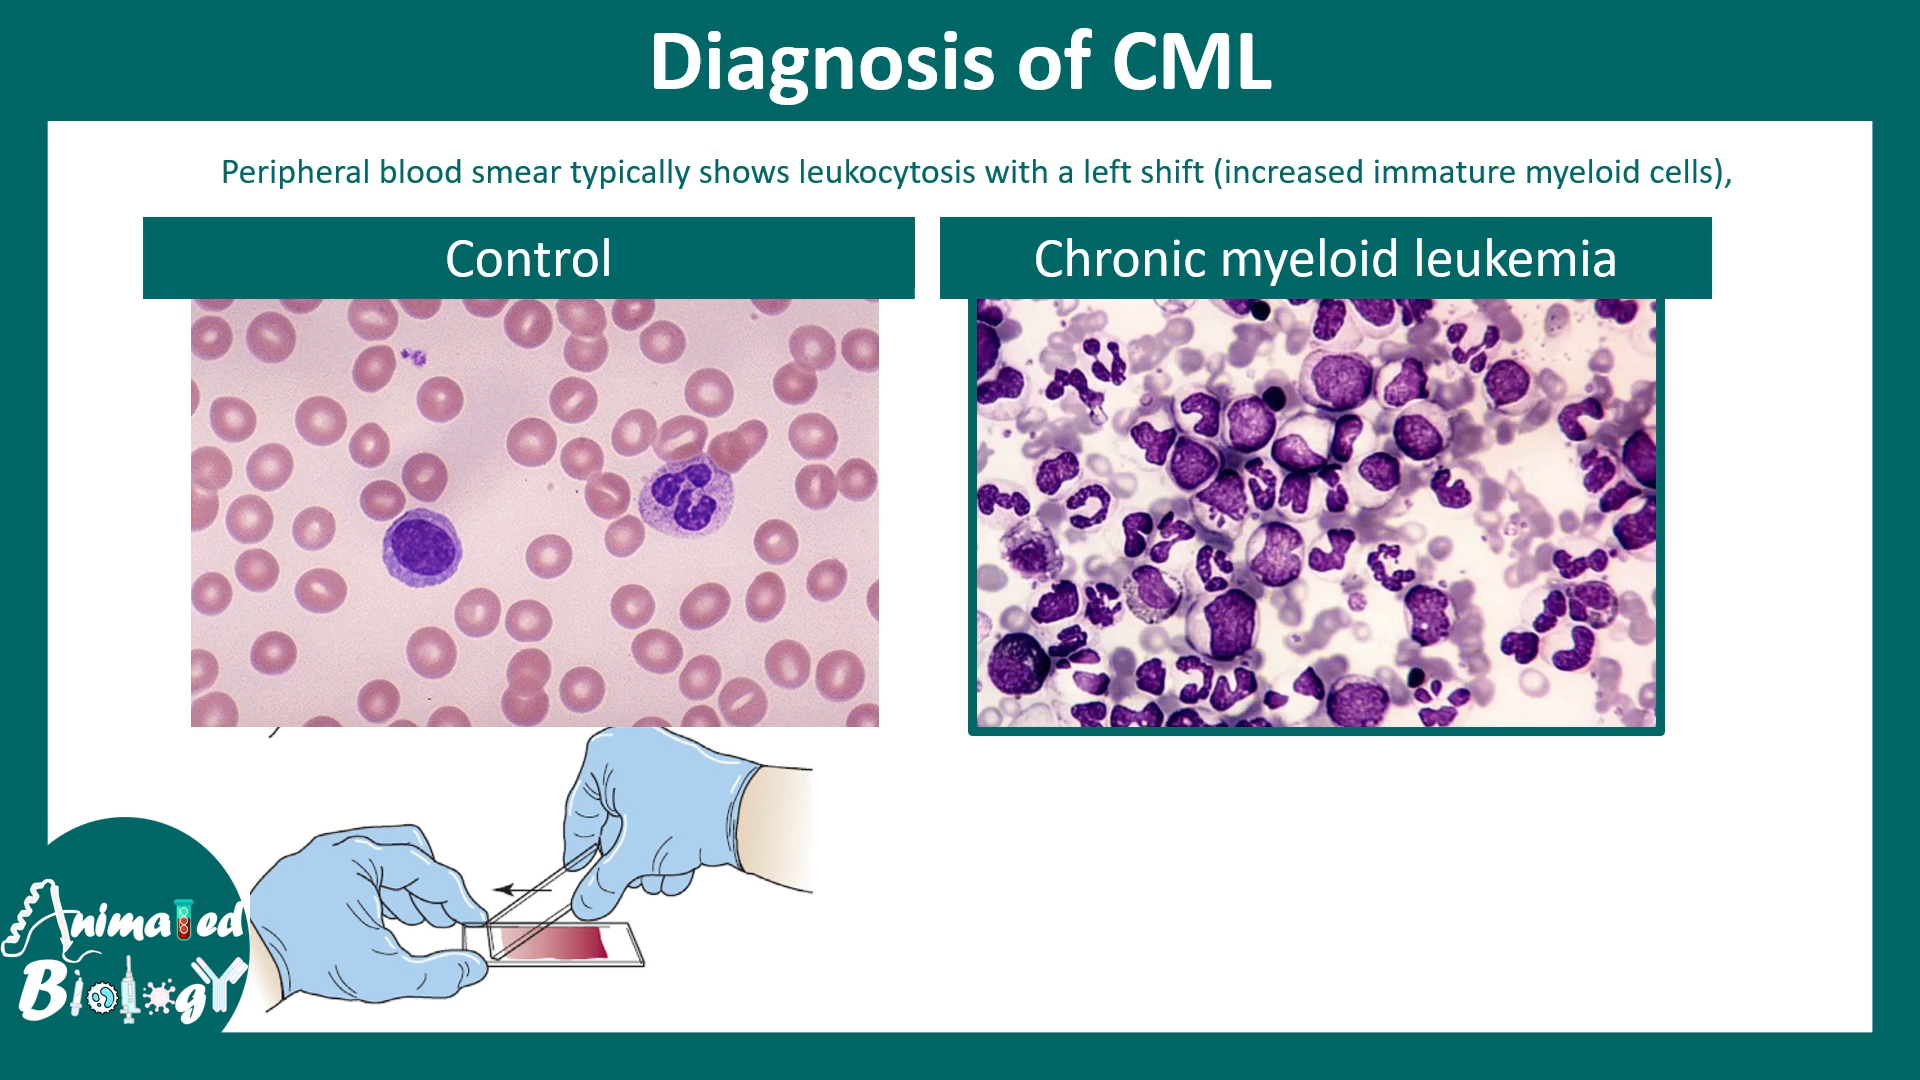 Diagnosis of CML
Peripheral blood smear typically shows leukocytosis with a left shift (increased immature myeloid cells),
Control
Chronic myeloid leukemia
Animated
Biology